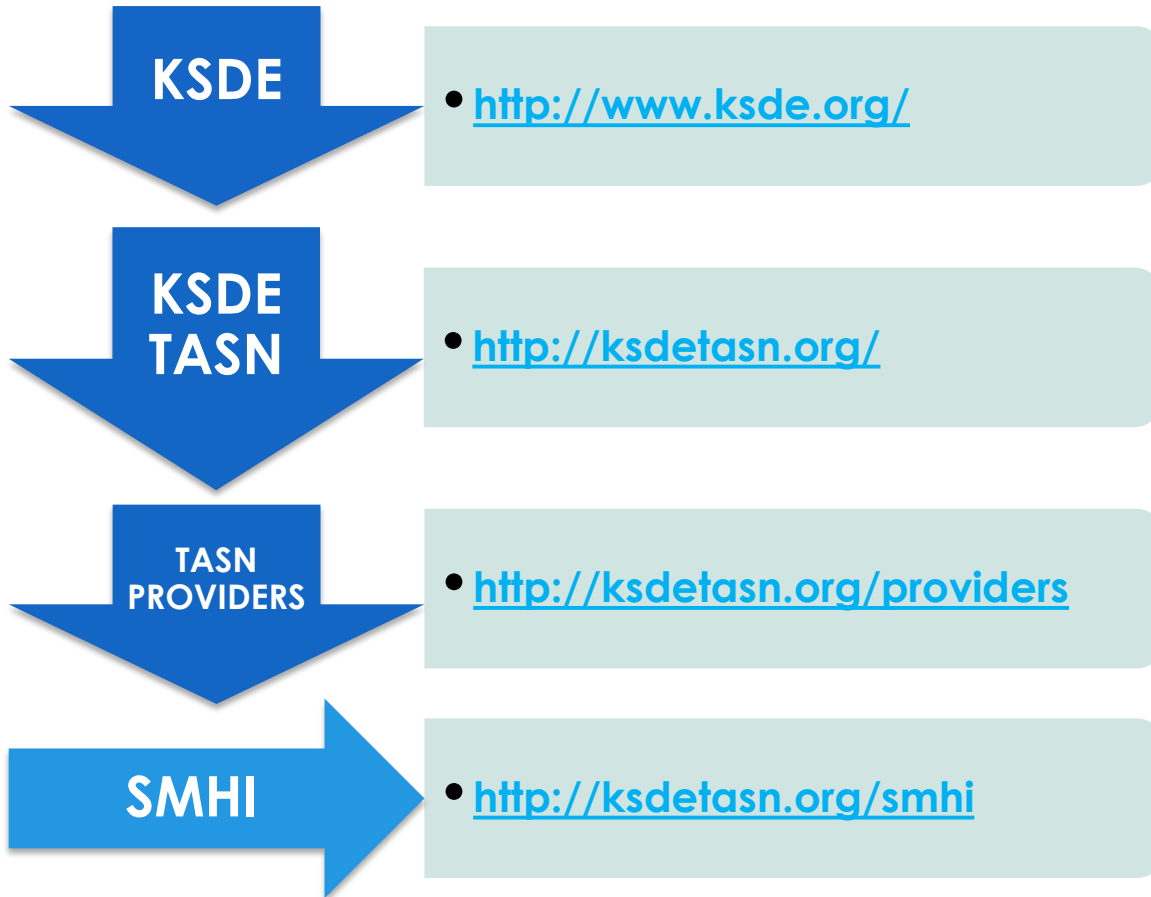 KSDE
• http://www.ksde.org/
KSDE
TASN
• http://ksdetasn.org/
TASN
PROVIDERS
• http://ksdetasn.org/providers
SMHI
• http://ksdetasn.org/smhi